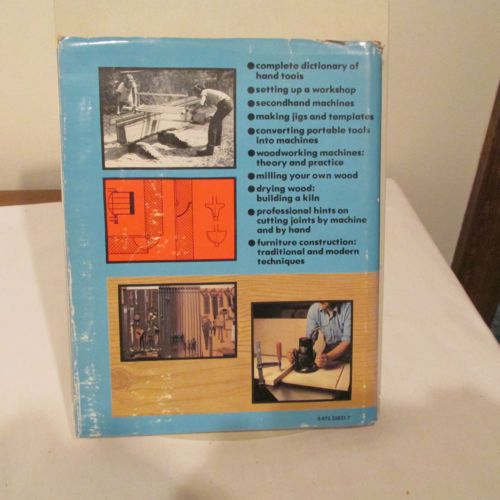 ● complete dictionary of
hand tools
● setting up a workshop
● secondhand machines
● making jigs and templates
● converting portable tools
into machines
● woodworking machines:
theory and practice
● milling your own wood
● drying wood:
building a kiln
● professional hints on
cutting joints by machine
and by hand
● furniture construction:
traditional and modern
techniques